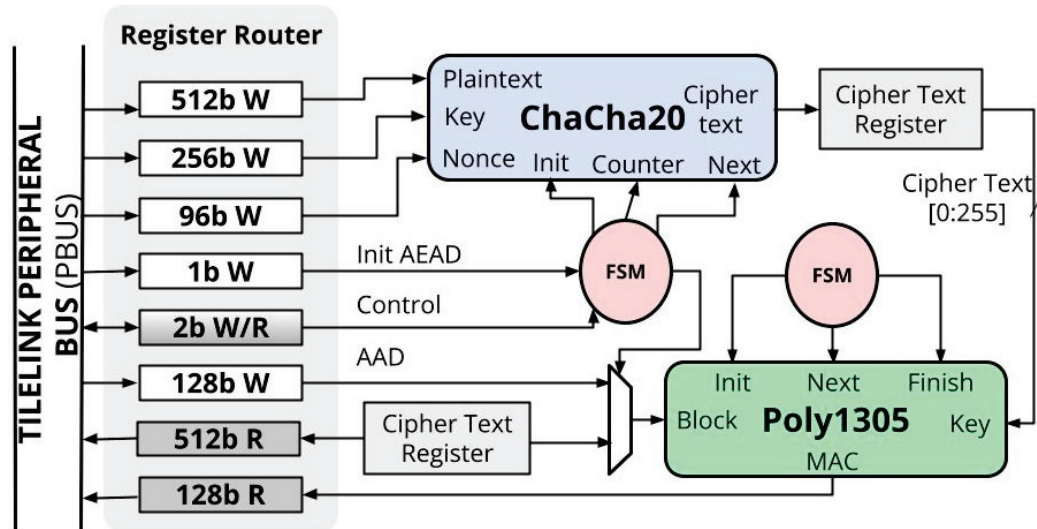 Register Router
TILELINK PERIPHERAL
BUS (PBUS)
512b W
256b W
96b W
1b W
2b W/R
128b W
512b R
128b R
Init AEAD
Control
AAD
Plaintext
Key
Nonce
ChaCha20
Cipher
text
Init
Counter
Next
Cipher Text
Register
Cipher Text
[0:255]
FSM
FSM
Cipher Text
Register
Init
Next
Finish
Block
Poly1305
Key
MAC